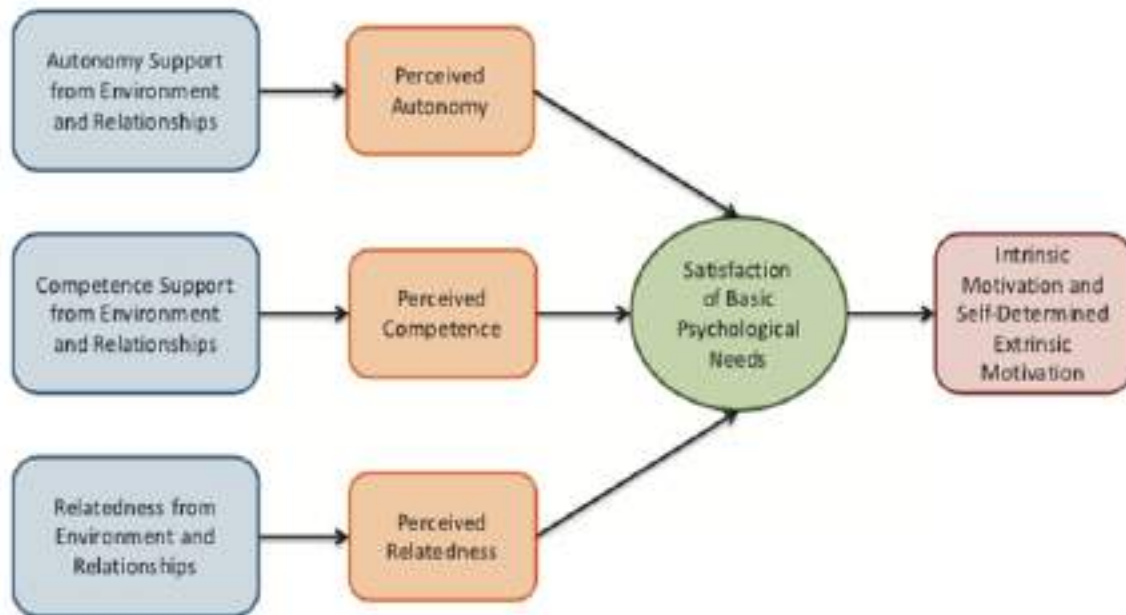 Autonomy Support
from Environment
and Relationships
Perceived
Autonomy
Competence Support
from Environment
and Relationships
Perceived
Competence
Satisfaction
of Basic
Psychological
Needs
Intrinsic
Motivation and
Self-Determined
Extrinsic
Motivation
Relatedness from
Environment and
Relationships
Perceived
Relatedness